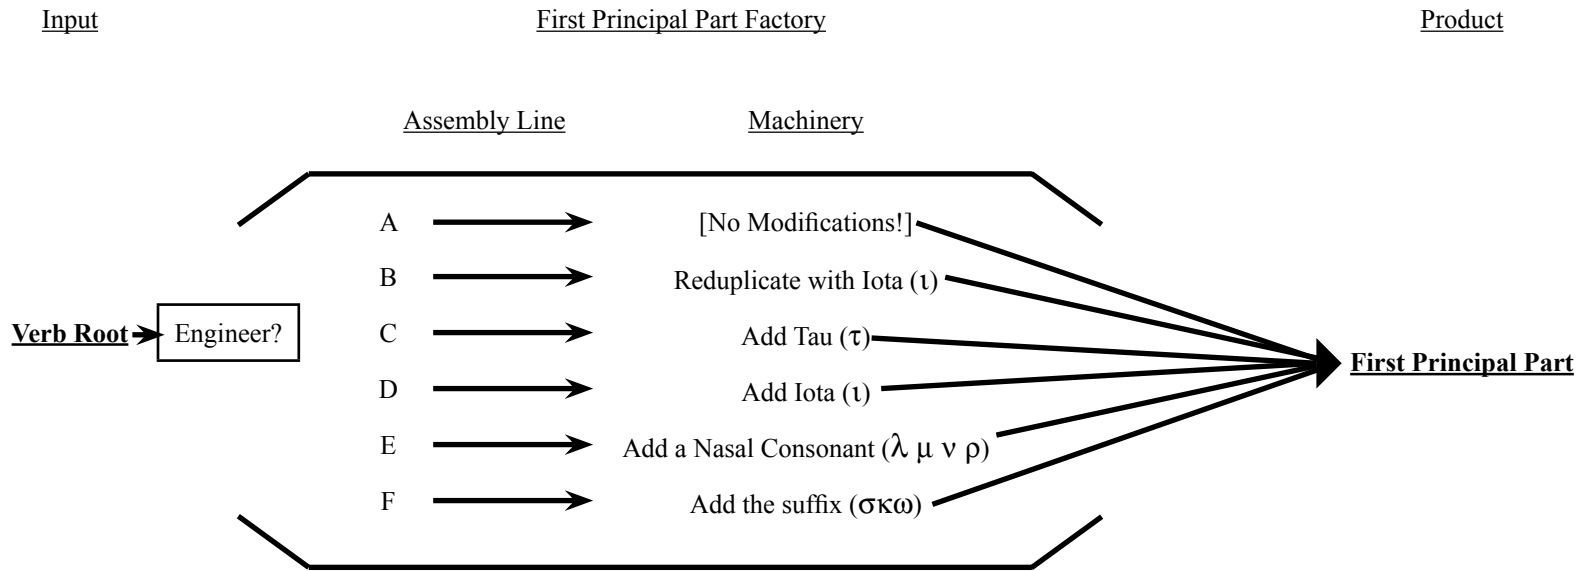 Input First Principal Part Factory Product
Assembly Line Machinery
A [No Modifications!]
B Reduplicate with Iota (ι)
Verb Root Engineer? C Add Tau (τ)
First Principal Part
D Add Iota (ι)
E Add a Nasal Consonant (λ μ ν ρ)
F Add the suffix (σκω)